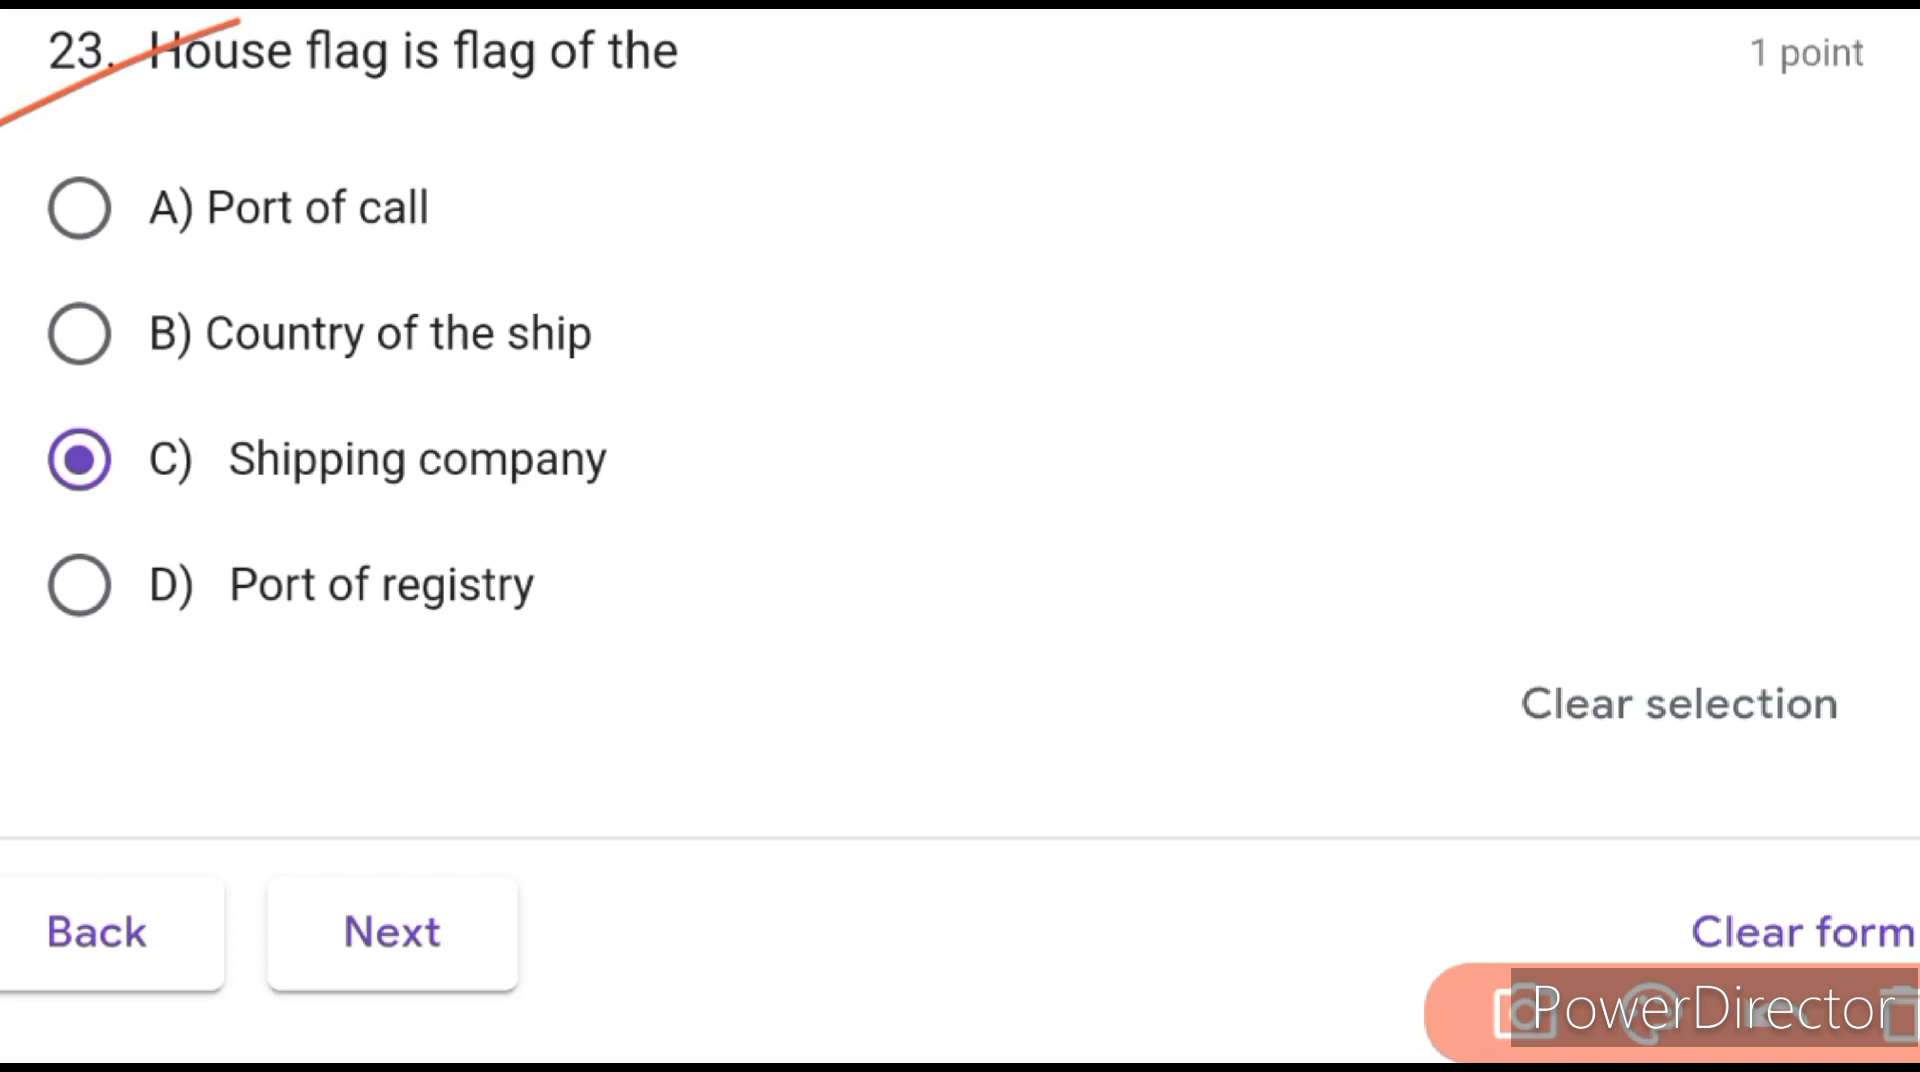 23. House flag is flag of the
1 point
A) Port of call
B) Country of the ship
C) Shipping company
D) Port of registry
Clear selection
Back
Next
Clear form
PowerDirector